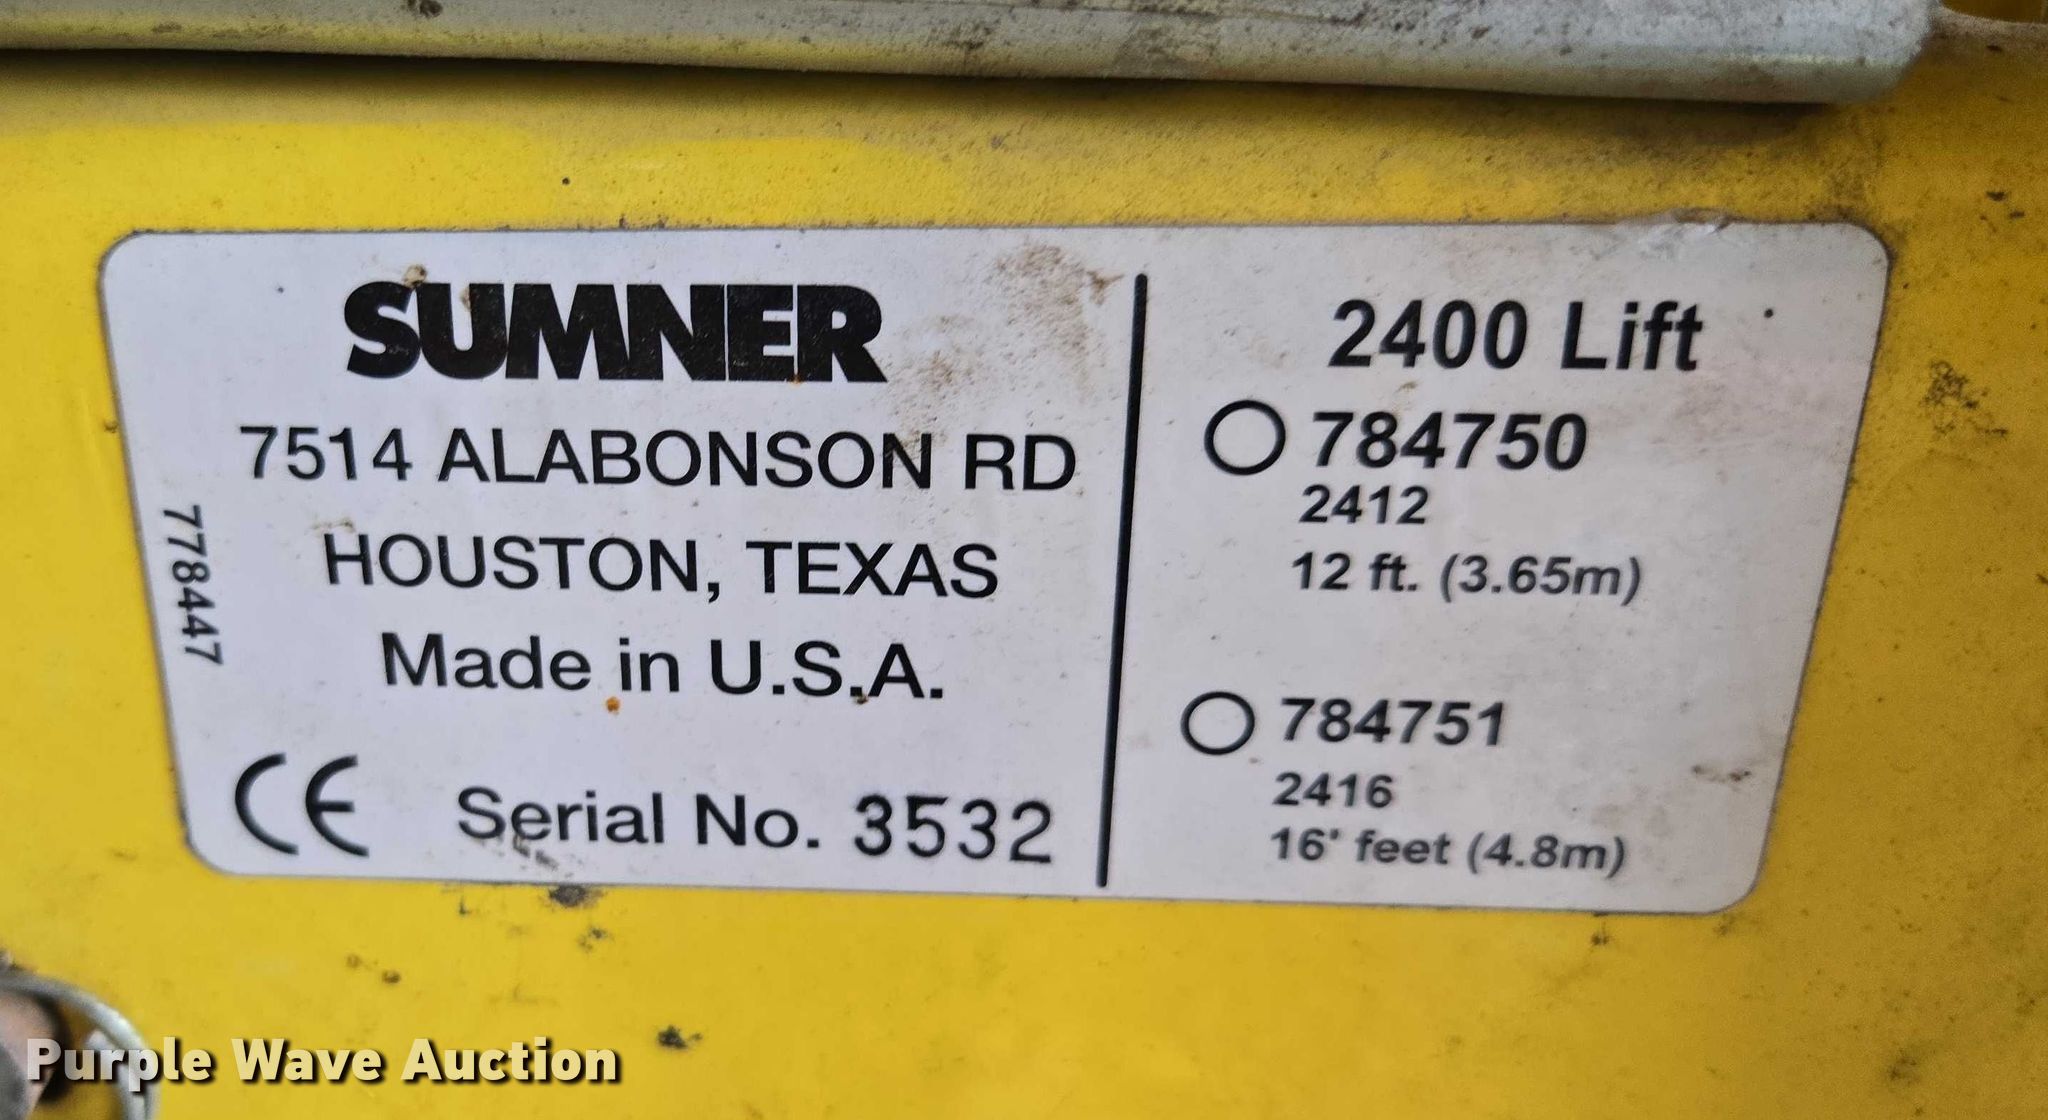 SUMNER
7514 ALABONSON RD
HOUSTON, TEXAS
Made in U.S.A.
CE Serial No. 3532
778447
2400 Lift
784750
2412
12 ft. (3.65m)
784751
2416
16' feet (4.8m)
Purple Wave Auction